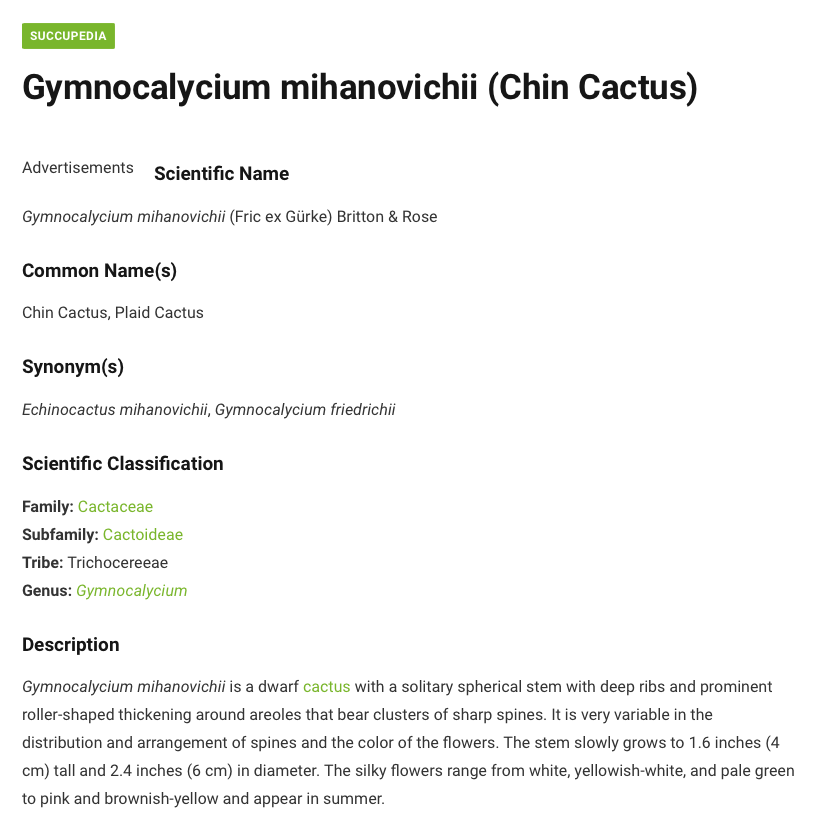 SUCCUPEDIA
Gymnocalycium mihanovichii (Chin Cactus)
Advertisements
Scientific Name
Gymnocalycium mihanovichii (Fric ex Gürke) Britton & Rose
Common Name(s)
Chin Cactus, Plaid Cactus
Synonym(s)
Echinocactus mihanovichii, Gymnocalycium friedrichii
Scientific Classification
Family: Cactaceae
Subfamily: Cactoideae
Tribe: Trichocereeae
Genus: Gymnocalycium
Description
Gymnocalycium mihanovichii is a dwarf cactus with a solitary spherical stem with deep ribs and prominent
roller-shaped thickening around areoles that bear clusters of sharp spines. It is very variable in the
distribution and arrangement of spines and the color of the flowers. The stem slowly grows to 1.6 inches (4
cm) tall and 2.4 inches (6 cm) in diameter. The silky flowers range from white, yellowish-white, and pale green
to pink and brownish-yellow and appear in summer.